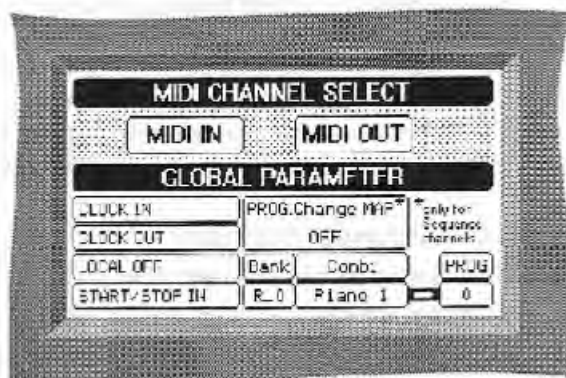 MIDI CHANNEL SELECT
MIDI IN MIDI OUT
GLOBAL PARAMETER
CLOCK IN PROG.Change MAP* *only for
CLOCK OUT OFF Sequence channels
LOCAL OFF Bank Combi PROG
START/STOP IN R_0 Piano 1 0